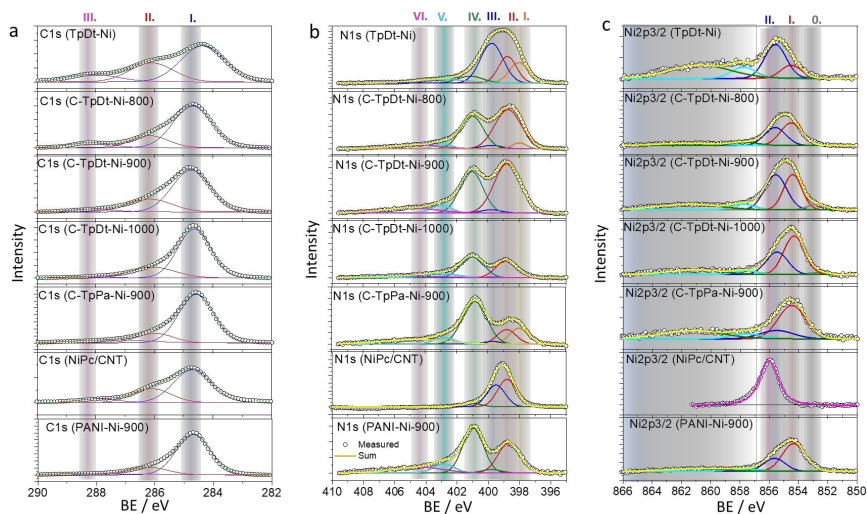 a
III. II. I.
C1s (TpDt-Ni)
C1s (C-TpDt-Ni-800)
C1s (C-TpDt-Ni-900)
C1s (C-TpDt-Ni-1000)
C1s (C-TpPa-Ni-900)
C1s (NiPc/CNT)
C1s (PANI-Ni-900)
Intensity
290 288 286 284 282
BE / eV
b
VI. V. IV. III. II. I.
N1s (TpDt-Ni)
N1s (C-TpDt-Ni-800)
N1s (C-TpDt-Ni-900)
N1s (C-TpDt-Ni-1000)
N1s (C-TpPa-Ni-900)
N1s (NiPc/CNT)
N1s (PANI-Ni-900)
Measured
Sum
Intensity
410 408 406 404 402 400 398 396
BE / eV
c
II. I. 0.
Ni2p3/2 (TpDt-Ni)
Ni2p3/2 (C-TpDt-Ni-800)
Ni2p3/2 (C-TpDt-Ni-900)
Ni2p3/2 (C-TpDt-Ni-1000)
Ni2p3/2 (C-TpPa-Ni-900)
Ni2p3/2 (NiPc/CNT)
Ni2p3/2 (PANI-Ni-900)
Intensity
866 864 862 860 858 856 854 852 850
BE / eV